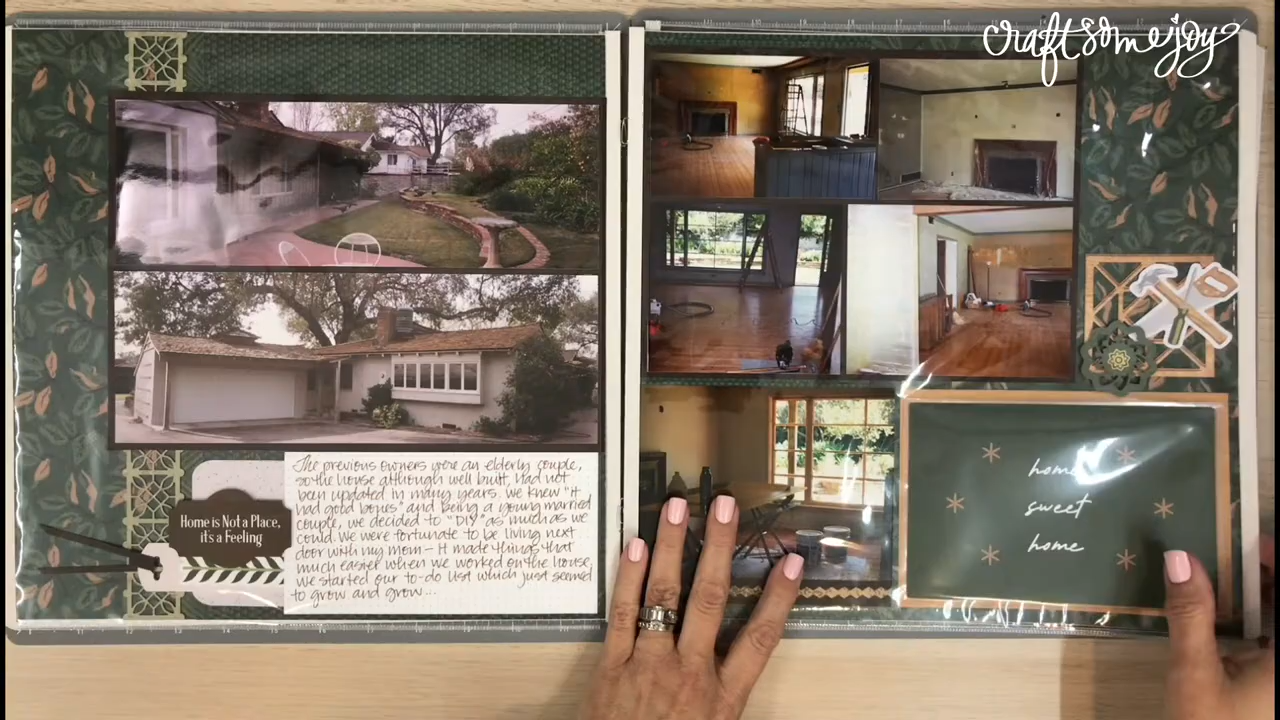 craftsomejoy
The previous owners were an elderly couple,
so the house although well built, had not
been updated in many years. We knew "it
had good bones" and being a young married
couple, we decided to "DIY" as much as we
could. We were fortunate to be living next
door with my mom - it made things that
much easier when we worked on the house.
We started our to-do list which just seemed
to grow and grow...
Home is Not a Place,
it's a Feeling
home
sweet
home